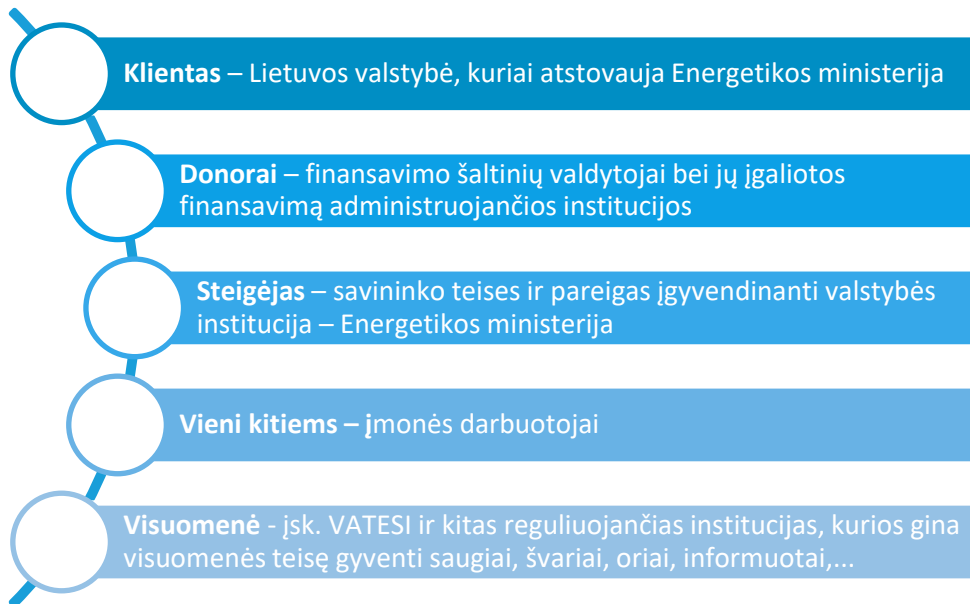 Klientas – Lietuvos valstybė, kuriai atstovauja Energetikos ministerija
Donorai – finansavimo šaltinių valdytojai bei jų įgaliotos
finansavimą administruojančios institucijos
Steigėjas – savininko teises ir pareigas įgyvendinanti valstybės
institucija – Energetikos ministerija
Vieni kitiems – įmonės darbuotojai
Visuomenė - įsk. VATESI ir kitas reguliuojančias institucijas, kurios gina
visuomenės teisę gyventi saugiai, švariai, oriai, informuotai,...